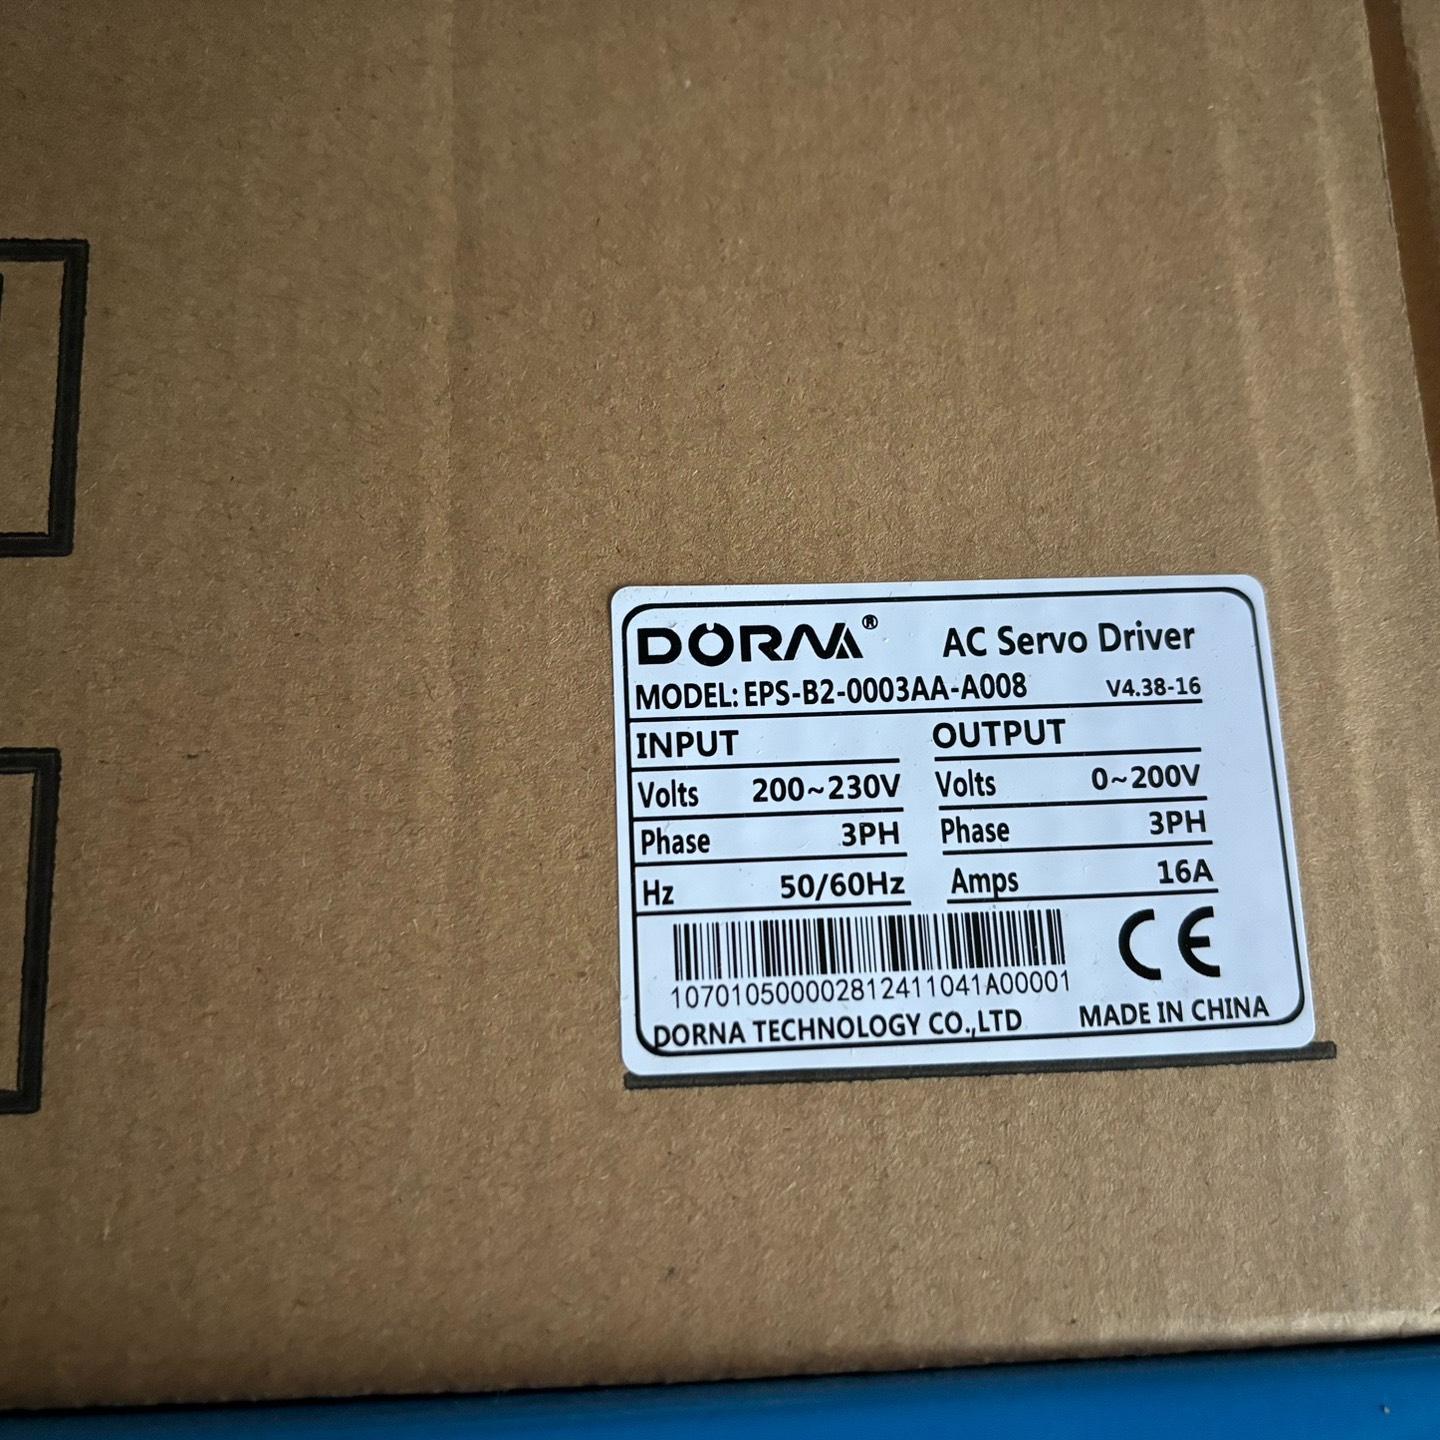 DORNA® AC Servo Driver
MODEL: EPS-B2-0003AA-A008 V4.38-16
INPUT OUTPUT
Volts 200~230V Volts 0~200V
Phase 3PH Phase 3PH
Hz 50/60Hz Amps 16A
CE
107010500002812411041A00001
DORNA TECHNOLOGY CO.,LTD MADE IN CHINA